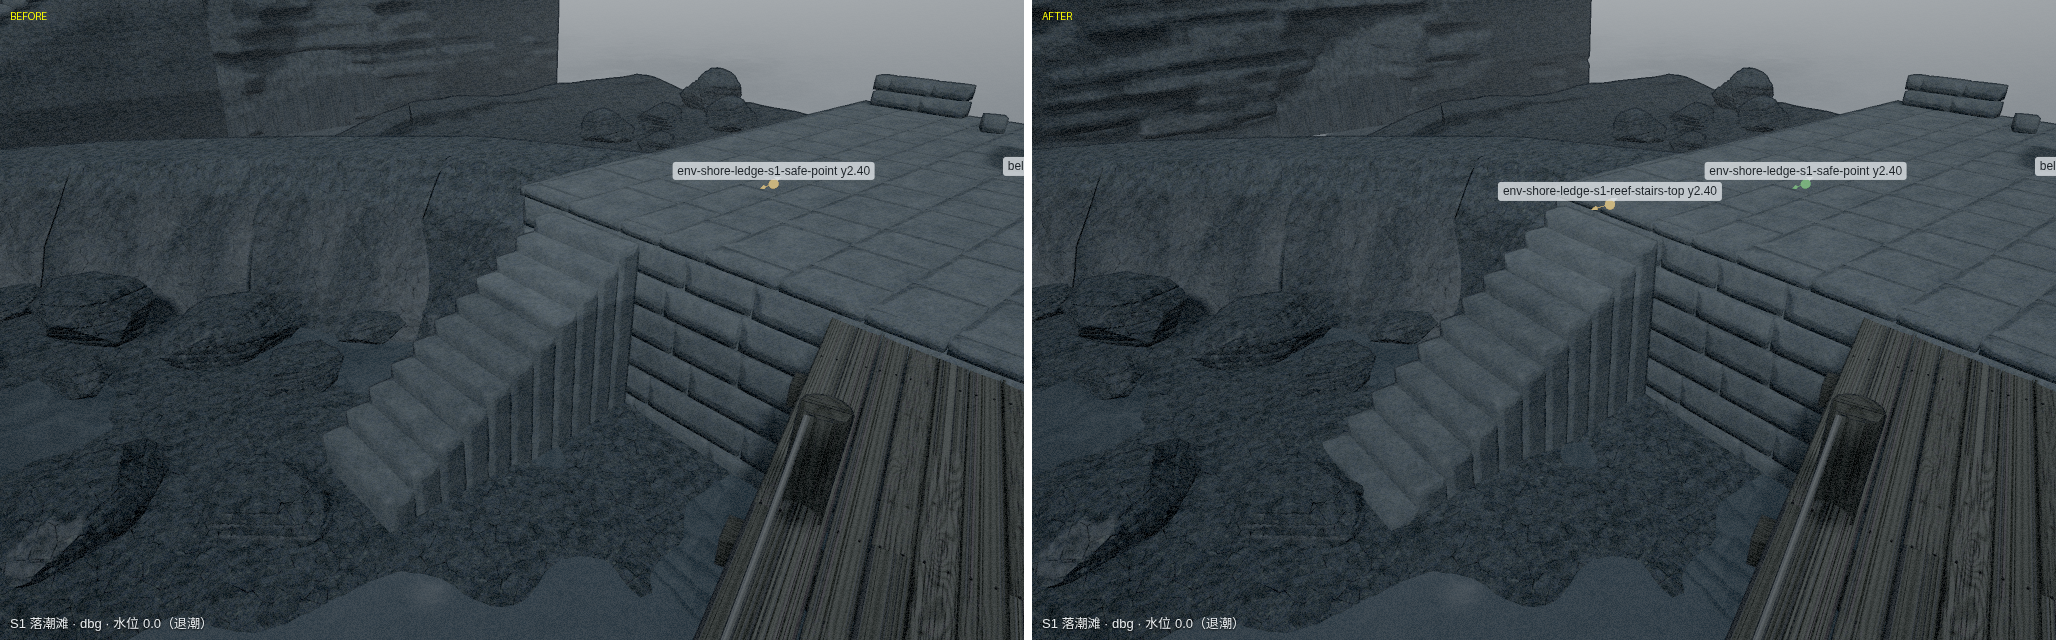 BEFORE
env-shore-ledge-s1-safe-point y2.40
bel
S1 落潮滩 · dbg · 水位 0.0（退潮）
AFTER
env-shore-ledge-s1-safe-point y2.40
env-shore-ledge-s1-reef-stairs-top y2.40
bel
S1 落潮滩 · dbg · 水位 0.0（退潮）